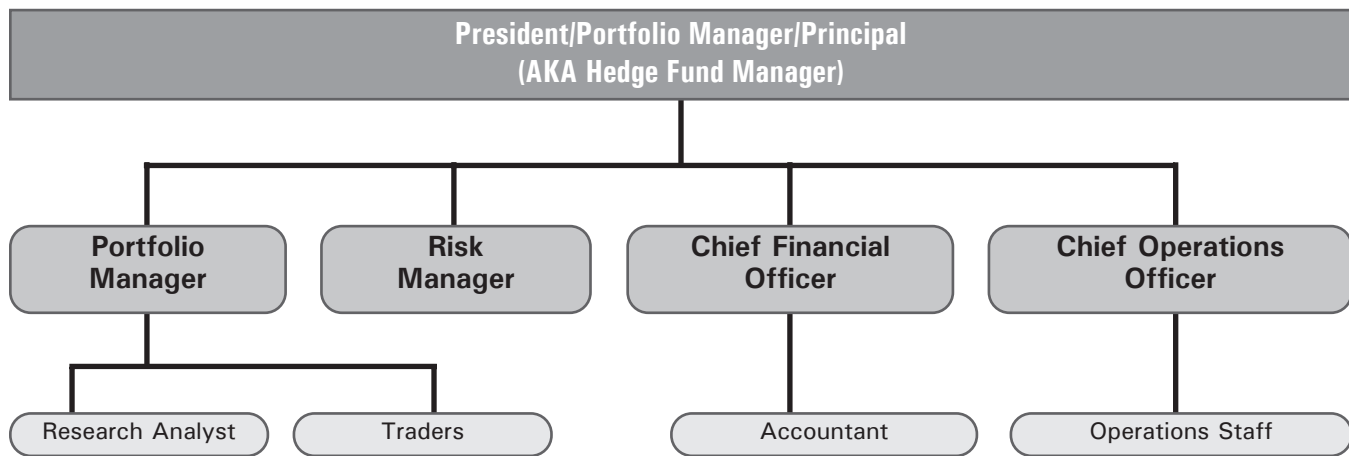 President/Portfolio Manager/Principal
(AKA Hedge Fund Manager)
Portfolio
Manager
Risk
Manager
Chief Financial
Officer
Chief Operations
Officer
Research Analyst
Traders
Accountant
Operations Staff